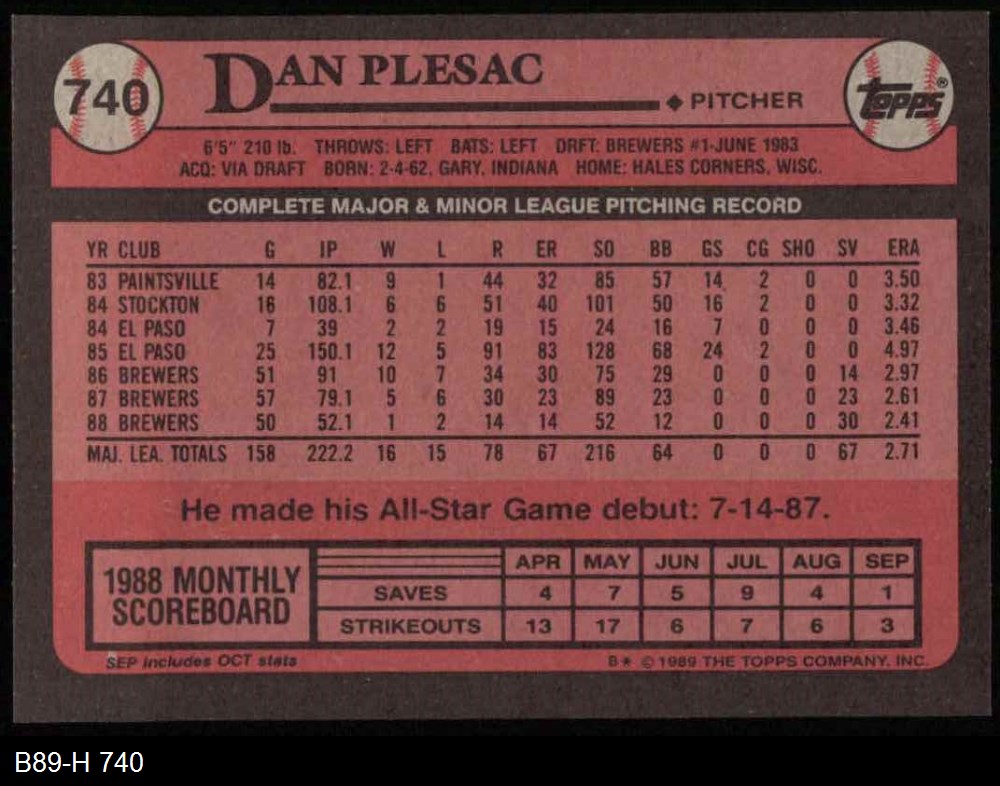 740
DAN PLESAC
PITCHER
TOPPS®
6'5" 210 lb. THROWS: LEFT BATS: LEFT DRFT: BREWERS #1-JUNE 1983
ACQ: VIA DRAFT BORN: 2-4-62, GARY, INDIANA HOME: HALES CORNERS, WISC.
COMPLETE MAJOR & MINOR LEAGUE PITCHING RECORD
YR CLUB G IP W L R ER SO BB GS CG SHO SV ERA
83 PAINTSVILLE 14 82.1 9 1 44 32 85 57 14 2 0 0 3.50
84 STOCKTON 16 108.1 6 6 51 40 101 50 16 2 0 0 3.32
84 EL PASO 7 39 2 2 19 15 24 16 7 0 0 0 3.46
85 EL PASO 25 150.1 12 5 91 83 128 68 24 2 0 0 4.97
86 BREWERS 51 91 10 7 34 30 75 29 0 0 0 14 2.97
87 BREWERS 57 79.1 5 6 30 23 89 23 0 0 0 23 2.61
88 BREWERS 50 52.1 1 2 14 14 52 12 0 0 0 30 2.41
MAJ. LEA. TOTALS 158 222.2 16 15 78 67 216 64 0 0 0 67 2.71
He made his All-Star Game debut: 7-14-87.
1988 MONTHLY
SCOREBOARD
APR MAY JUN JUL AUG SEP
SAVES 4 7 5 9 4 1
STRIKEOUTS 13 17 6 7 6 3
SEP includes OCT stats
B* © 1989 THE TOPPS COMPANY, INC.
B89-H 740